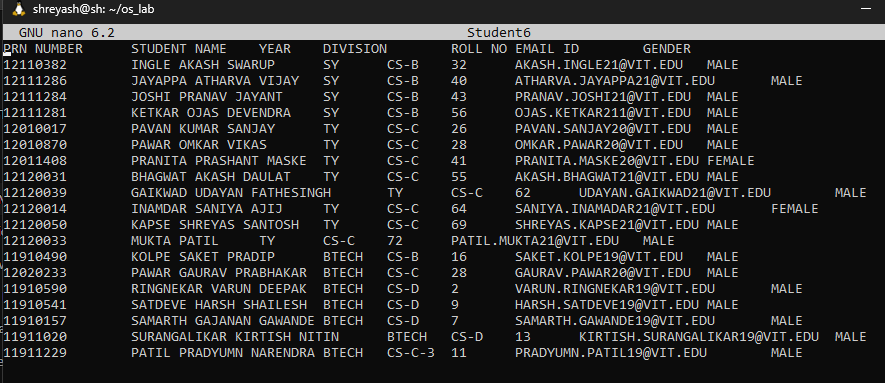 shreyash@sh: ~/os_lab
GNU nano 6.2 Student6
PRN NUMBER STUDENT NAME YEAR DIVISION ROLL NO EMAIL ID GENDER
12110382 INGLE AKASH SWARUP SY CS-B 32 AKASH.INGLE21@VIT.EDU MALE
12111286 JAYAPPA ATHARVA VIJAY SY CS-B 40 ATHARVA.JAYAPPA21@VIT.EDU MALE
12111284 JOSHI PRANAV JAYANT SY CS-B 43 PRANAV.JOSHI21@VIT.EDU MALE
12111281 KETKAR OJAS DEVENDRA SY CS-B 56 OJAS.KETKAR211@VIT.EDU MALE
12010017 PAVAN KUMAR SANJAY TY CS-C 26 PAVAN.SANJAY20@VIT.EDU MALE
12010870 PAWAR OMKAR VIKAS TY CS-C 28 OMKAR.PAWAR20@VIT.EDU MALE
12011408 PRANITA PRASHANT MASKE TY CS-C 41 PRANITA.MASKE20@VIT.EDU FEMALE
12120031 BHAGWAT AKASH DAULAT TY CS-C 55 AKASH.BHAGWAT21@VIT.EDU MALE
12120039 GAIKWAD UDAYAN FATHESINGH TY CS-C 62 UDAYAN.GAIKWAD21@VIT.EDU MALE
12120014 INAMDAR SANIYA AJIJ TY CS-C 64 SANIYA.INAMADAR21@VIT.EDU FEMALE
12120050 KAPSE SHREYAS SANTOSH TY CS-C 69 SHREYAS.KAPSE21@VIT.EDU MALE
12120033 MUKTA PATIL TY CS-C 72 PATIL.MUKTA21@VIT.EDU MALE
11910490 KOLPE SAKET PRADIP BTECH CS-B 16 SAKET.KOLPE19@VIT.EDU MALE
12020233 PAWAR GAURAV PRABHAKAR BTECH CS-C 28 GAURAV.PAWAR20@VIT.EDU MALE
11910590 RINGNEKAR VARUN DEEPAK BTECH CS-D 2 VARUN.RINGNEKAR19@VIT.EDU MALE
11910541 SATDEVE HARSH SHAILESH BTECH CS-D 9 HARSH.SATDEVE19@VIT.EDU MALE
11910157 SAMARTH GAJANAN GAWANDE BTECH CS-D 7 SAMARTH.GAWANDE19@VIT.EDU MALE
11911020 SURANGALIKAR KIRTISH NITIN BTECH CS-D 13 KIRTISH.SURANGALIKAR19@VIT.EDU MALE
11911229 PATIL PRADYUMN NARENDRA BTECH CS-C-3 11 PRADYUMN.PATIL19@VIT.EDU MALE